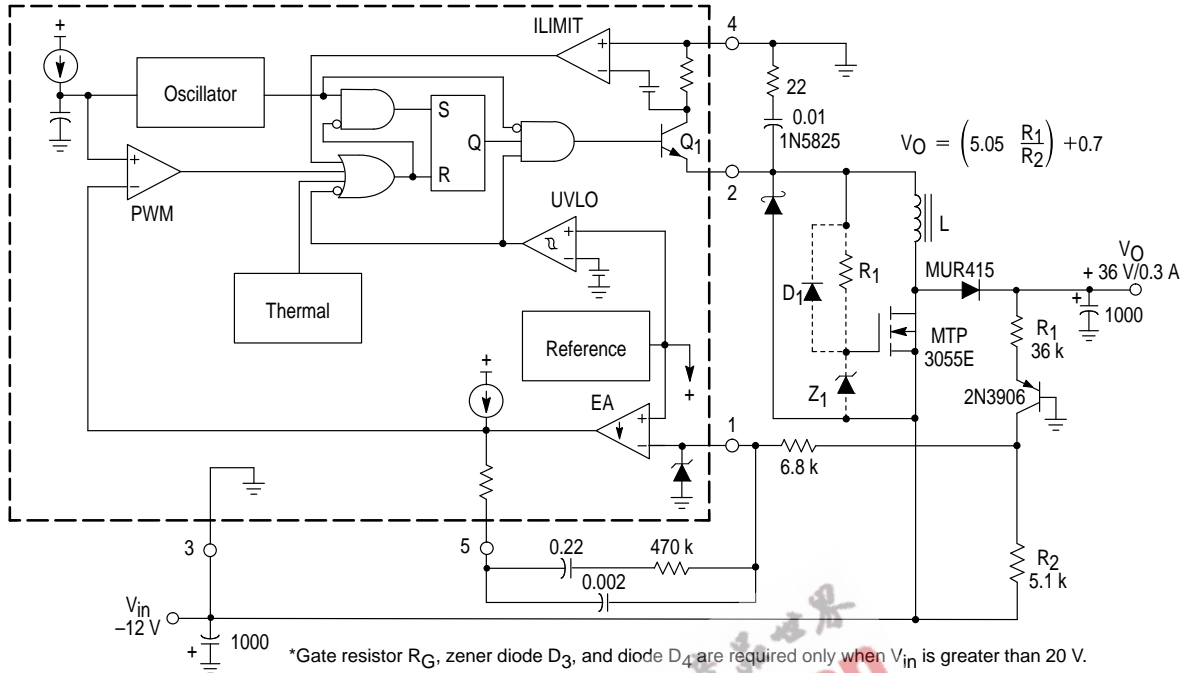 ILIMIT
4
Oscillator
S
Q
R
Q1
22
0.01
1N5825
VO = (5.05 R1/R2) +0.7
2
PWM
UVLO
Thermal
Reference
EA
D1
R1
Z1
L
MUR415
VO
+ 36 V/0.3 A
1000
MTP
3055E
R1
36 k
2N3906
1
6.8 k
R2
5.1 k
3
5
0.22
470 k
0.002
Vin
–12 V
1000
*Gate resistor RG, zener diode D3, and diode D4 are required only when Vin is greater than 20 V.